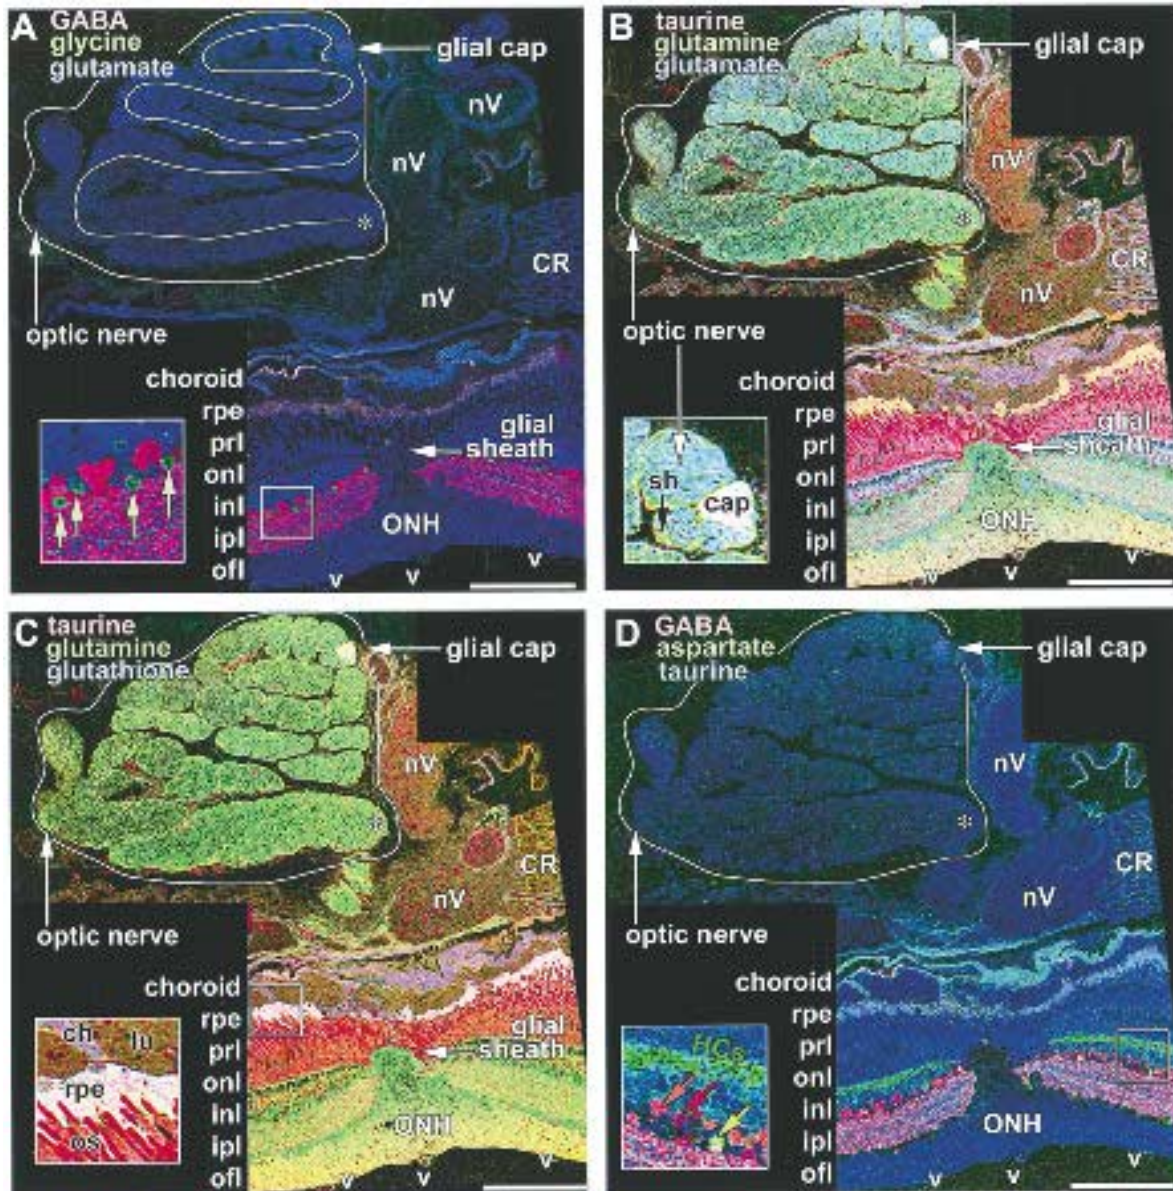 A GABA
glycine
glutamate
glial cap
nV
nV
*
CR
nV
optic nerve
choroid
rpe
prl
onl
inl
ipl
ofl
glial
sheath
ONH
v v v
B taurine
glutamine
glutamate
glial cap
nV
*
CR
nV
optic nerve
choroid
rpe
prl
onl
inl
ipl
ofl
glial
sheath
sh
cap
ONH
v v v
C taurine
glutamine
glutathione
glial cap
nV
*
CR
nV
optic nerve
choroid
rpe
prl
onl
inl
ipl
ofl
glial
sheath
ch lu
rpe
os
ONH
v v v
D GABA
aspartate
taurine
glial cap
nV
*
CR
nV
optic nerve
choroid
rpe
prl
onl
inl
ipl
ofl
HCs
ONH
v v v